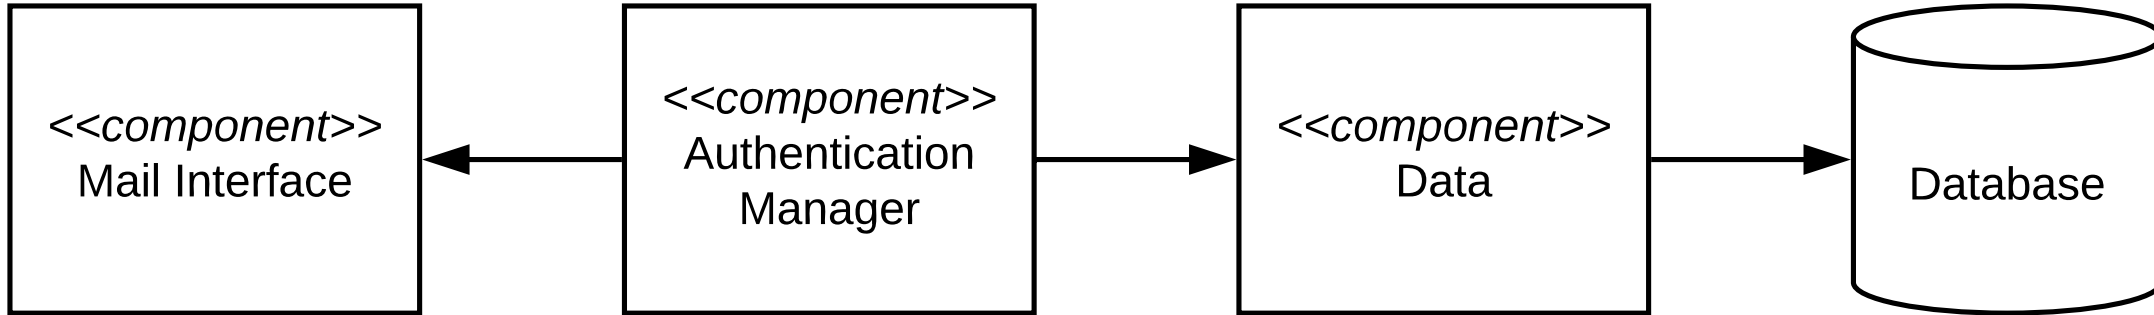 <<component>>
Mail Interface
<<component>>
Authentication
Manager
<<component>>
Data
Database